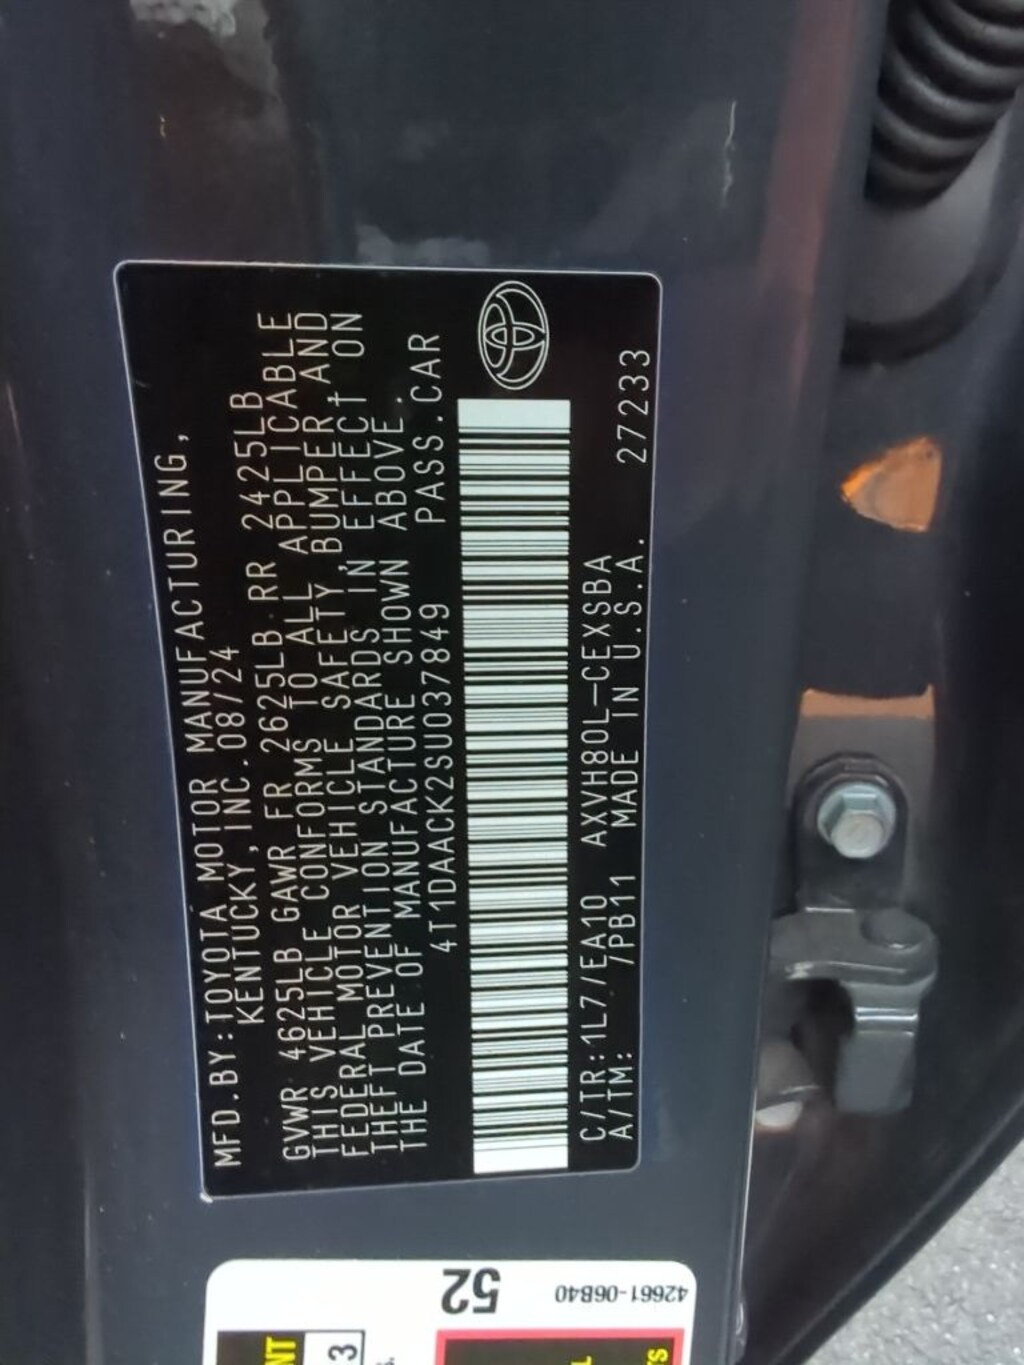 MFD.BY:TOYOTA MOTOR MANUFACTURING,
KENTUCKY,INC.08/24
GVWR 4625LB GAWR FR 2625LB RR 2425LB
THIS VEHICLE CONFORMS TO ALL APPLICABLE
FEDERAL MOTOR VEHICLE SAFETY,BUMPER,AND
THEFT PREVENTION STANDARDS IN EFFECT ON
THE DATE OF MANUFACTURE SHOWN ABOVE.
4T1DAACK2SU037849 PASS.CAR
C/TR:1L7/EA10 AXVH80L-CEXSBA
A/TM: /PB11 MADE IN U.S.A. 27233
52
42661-06B40
NT
3
s.
L
'S